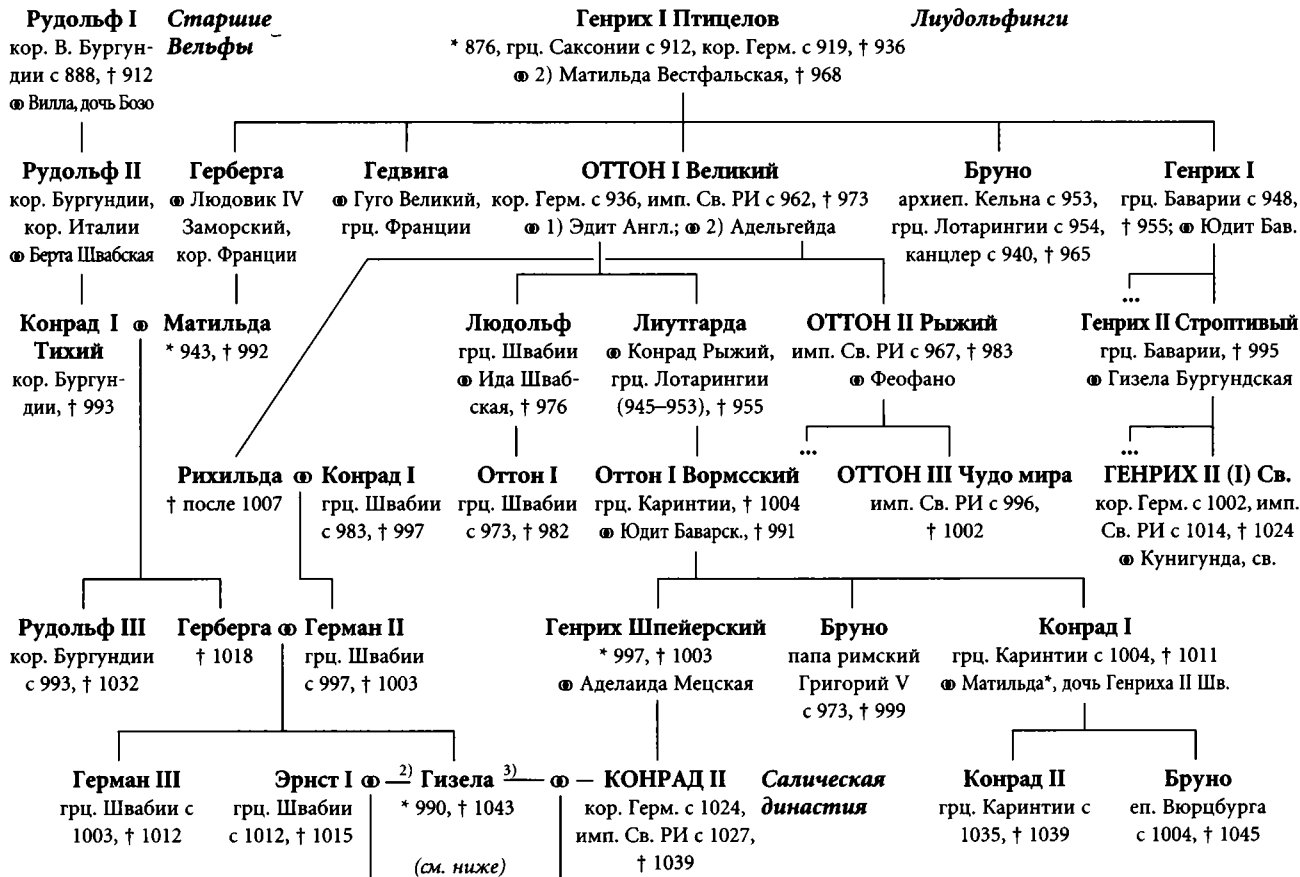 Рудольф I
кор. В. Бургун-
дии с 888, † 912
⚭ Вилла, дочь Бозо
Старшие
Вельфы
Генрих I Птицелов
* 876, грц. Саксонии с 912, кор. Герм. с 919, † 936
⚭ 2) Матильда Вестфальская, † 968
Лиудольфинги
Рудольф II
кор. Бургундии,
кор. Италии
⚭ Берта Швабская
Герберга
⚭ Людовик IV
Заморский,
кор. Франции
Гедвига
⚭ Гуго Великий,
грц. Франции
ОТТОН I Великий
кор. Герм. с 936, имп. Св. РИ с 962, † 973
⚭ 1) Эдит Англ.; ⚭ 2) Адельгейда
Бруно
архиеп. Кельна с 953,
грц. Лотарингии с 954,
канцлер с 940, † 965
Генрих I
грц. Баварии с 948,
† 955; ⚭ Юдит Бав.
Конрад I ⚭
Тихий
кор. Бургун-
дии, † 993
Матильда
* 943, † 992
Людольф
грц. Швабии
⚭ Ида Шваб-
ская, † 976
Лиутгарда
⚭ Конрад Рыжий,
грц. Лотарингии
(945–953), † 955
ОТТОН II Рыжий
имп. Св. РИ с 967, † 983
⚭ Феофано
...
Генрих II Строптивый
грц. Баварии, † 995
⚭ Гизела Бургундская
Рихильда ⚭
† после 1007
Конрад I
грц. Швабии
с 983, † 997
Оттон I
грц. Швабии
с 973, † 982
Оттон I Вормсский
грц. Каринтии, † 1004
⚭ Юдит Баварск., † 991
...
ОТТОН III Чудо мира
имп. Св. РИ с 996,
† 1002
...
ГЕНРИХ II (I) Св.
кор. Герм. с 1002, имп.
Св. РИ с 1014, † 1024
⚭ Кунигунда, св.
Рудольф III
кор. Бургундии
с 993, † 1032
Герберга ⚭
† 1018
Герман II
грц. Швабии
с 997, † 1003
Генрих Шпейерский
* 997, † 1003
⚭ Аделаида Мецская
Бруно
папа римский
Григорий V
с 973, † 999
Конрад I
грц. Каринтии с 1004, † 1011
⚭ Матильда*, дочь Генриха II Шв.
Герман III
грц. Швабии с
1003, † 1012
Эрнст I ⚭ 2)
грц. Швабии
с 1012, † 1015
Гизела 3) ⚭
* 990, † 1043
(см. ниже)
КОНРАД II
кор. Герм. с 1024,
имп. Св. РИ с 1027,
† 1039
Салическая
династия
Конрад II
грц. Каринтии с
1035, † 1039
Бруно
еп. Вюрцбурга
с 1004, † 1045